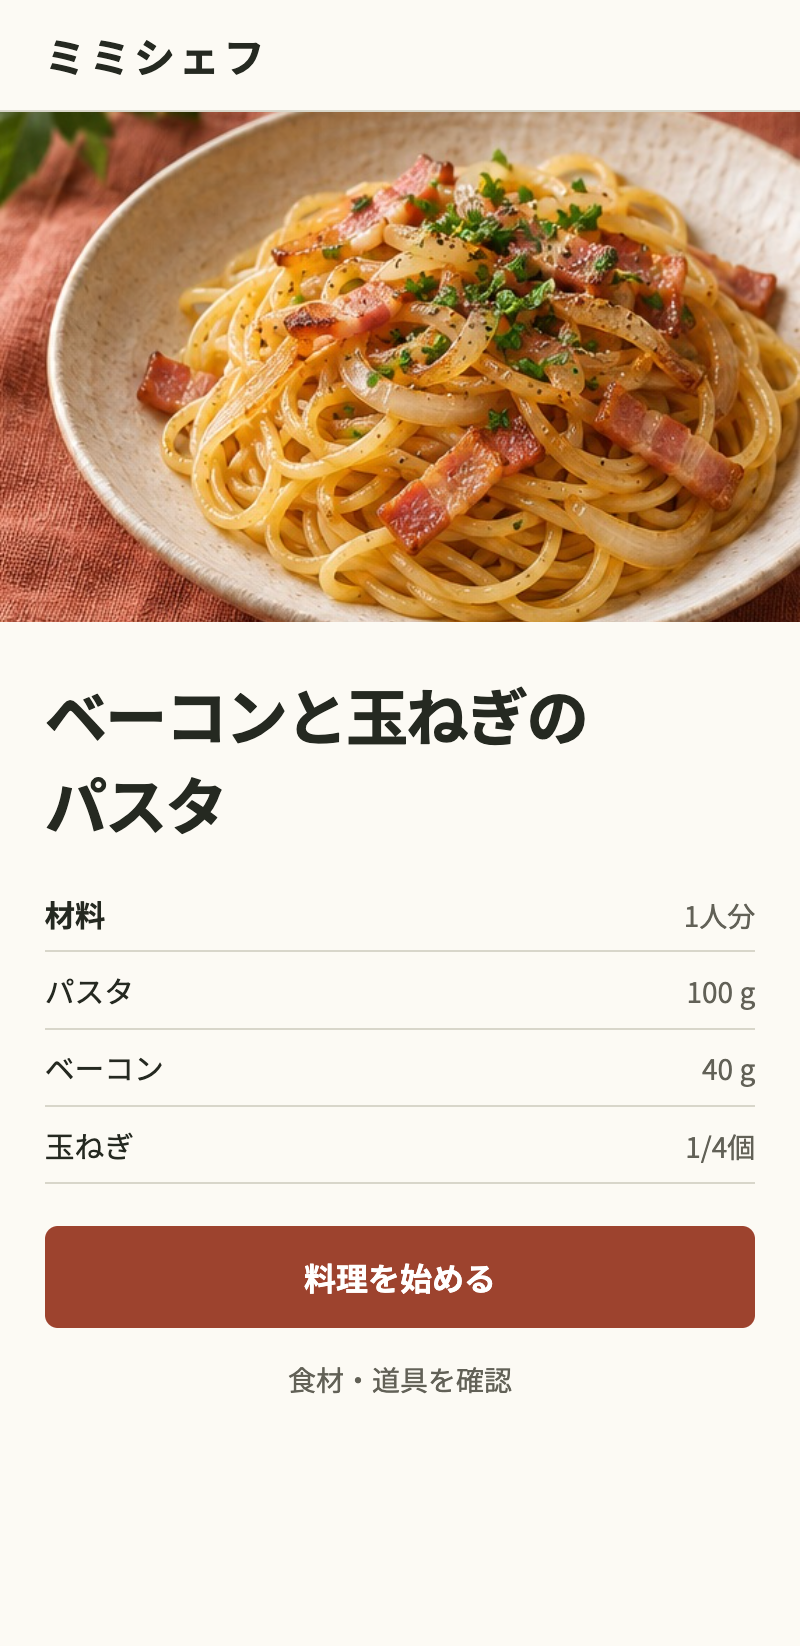 ミミシェフ
ベーコンと玉ねぎの
パスタ
材料 1人分
パスタ 100 g
ベーコン 40 g
玉ねぎ 1/4個
料理を始める
食材・道具を確認